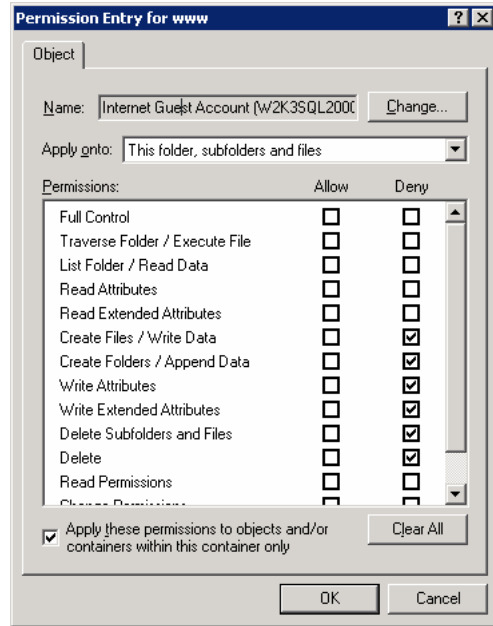 Permission Entry for www
Object
Name: Internet Guest Account (W2K3SQL200( Change...
Apply onto: This folder, subfolders and files
Permissions: Allow Deny
Full Control
Traverse Folder / Execute File
List Folder / Read Data
Read Attributes
Read Extended Attributes
Create Files / Write Data
Create Folders / Append Data
Write Attributes
Write Extended Attributes
Delete Subfolders and Files
Delete
Read Permissions
Change Permissions
Apply these permissions to objects and/or
containers within this container only
Clear All
OK Cancel